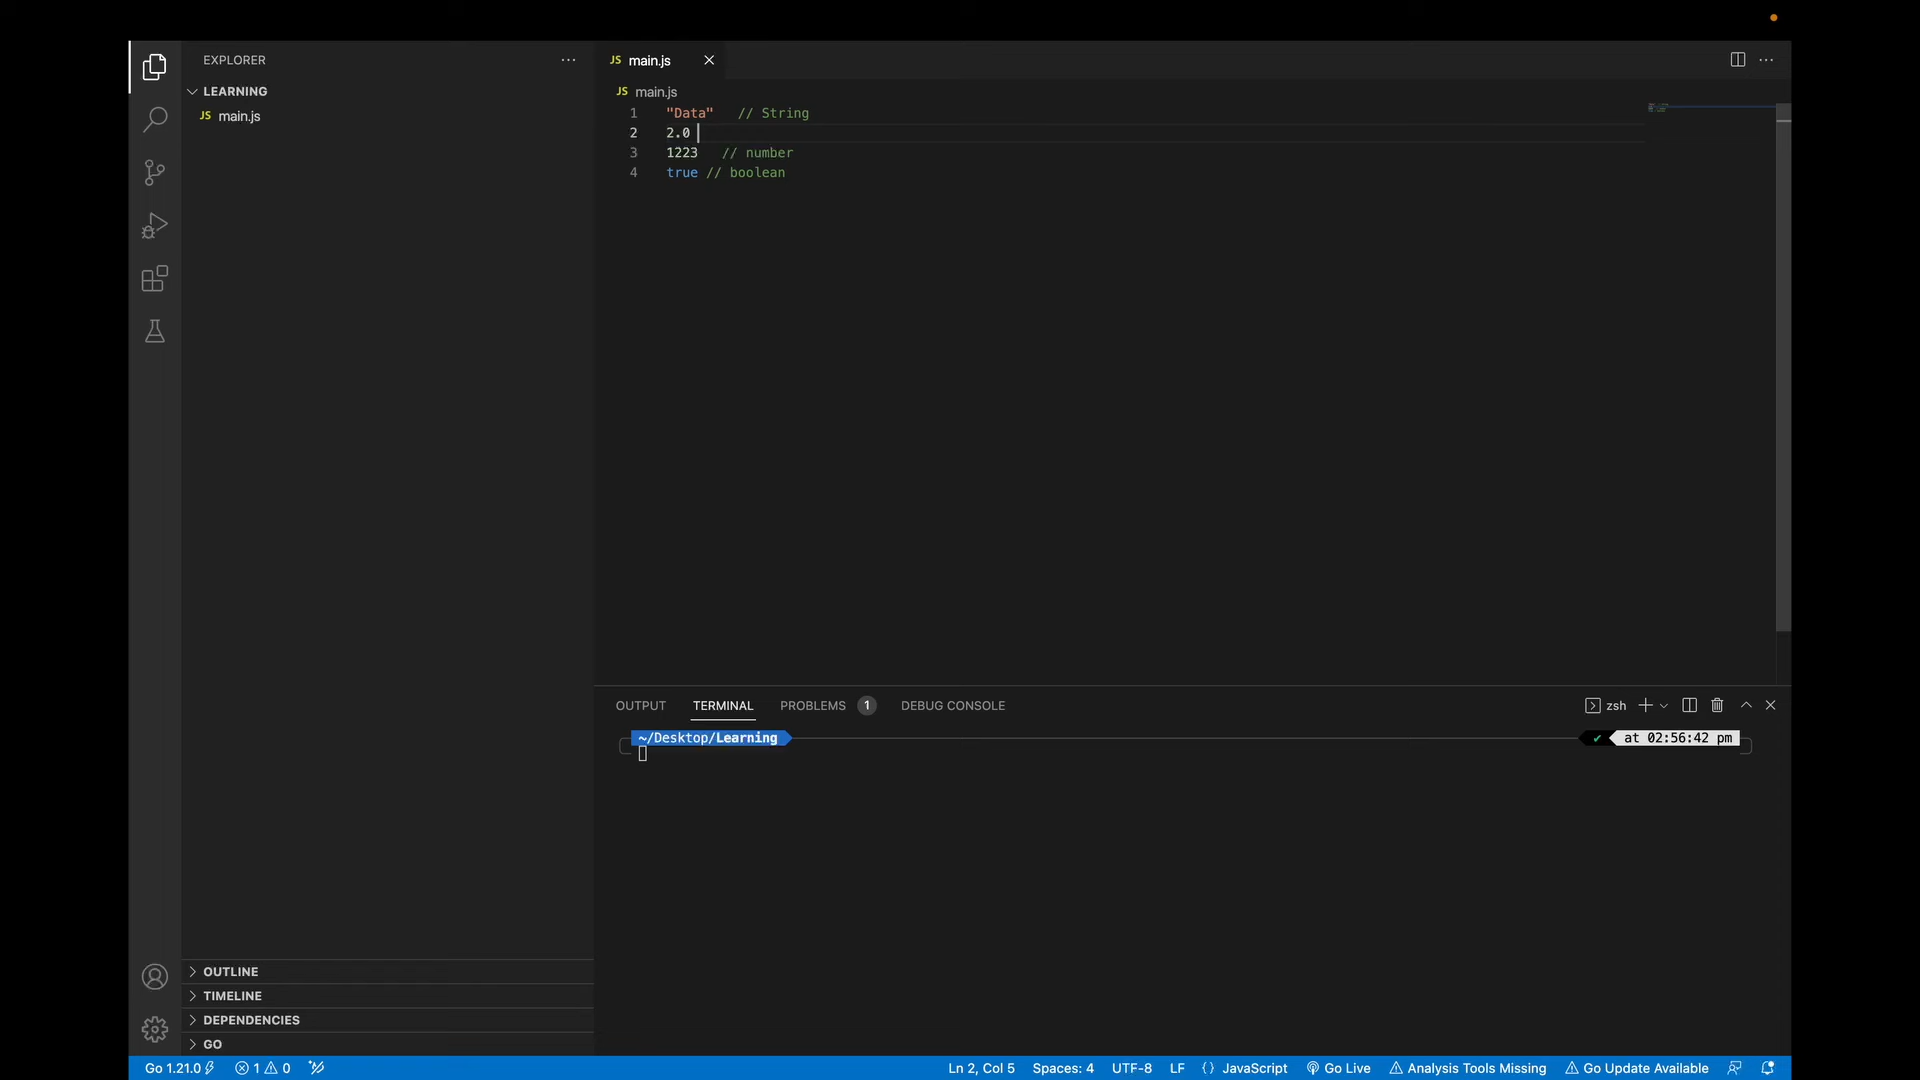 EXPLORER
LEARNING
JS main.js
JS main.js
JS main.js
1 "Data"   // String
2 2.0
3 1223   // number
4 true // boolean
OUTPUT TERMINAL PROBLEMS 1 DEBUG CONSOLE
zsh
~/Desktop/Learning
✔ at 02:56:42 pm
OUTLINE
TIMELINE
DEPENDENCIES
GO
Go 1.21.0 1 0 Ln 2, Col 5 Spaces: 4 UTF-8 LF {} JavaScript Go Live Analysis Tools Missing Go Update Available